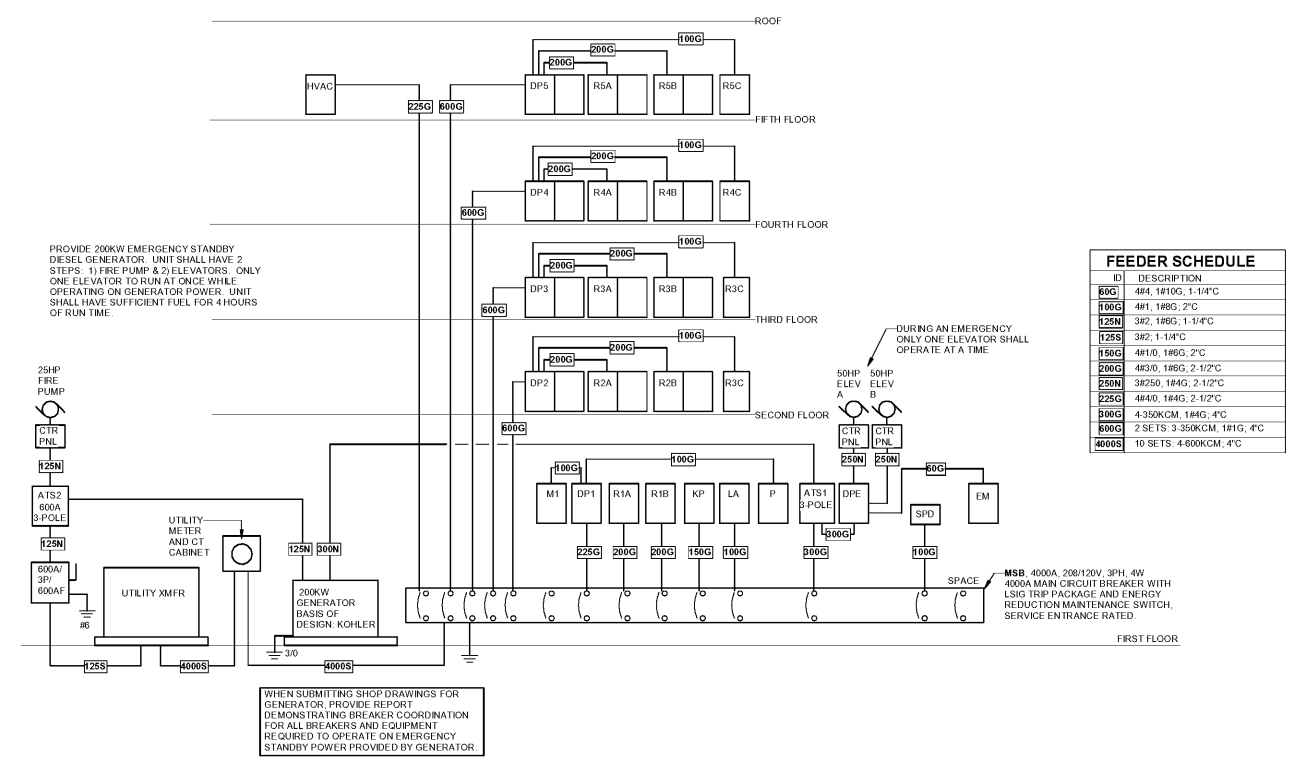 ROOF
100G
200G
200G
HVAC
DP5
R5A
R5B
R5C
225G
600G
FIFTH FLOOR
100G
200G
200G
DP4
R4A
R4B
R4C
600G
FOURTH FLOOR
100G
200G
200G
DP3
R3A
R3B
R3C
600G
THIRD FLOOR
100G
200G
200G
DP2
R2A
R2B
R3C
600G
SECOND FLOOR
PROVIDE 200KW EMERGENCY STANDBY
DIESEL GENERATOR. UNIT SHALL HAVE 2
STEPS: 1) FIRE PUMP & 2) ELEVATORS. ONLY
ONE ELEVATOR TO RUN AT ONCE WHILE
OPERATING ON GENERATOR POWER. UNIT
SHALL HAVE SUFFICIENT FUEL FOR 4 HOURS
OF RUN TIME.
FEEDER SCHEDULE
ID DESCRIPTION
60G 4#4, 1#10G; 1-1/4"C
100G 4#1, 1#8G; 2"C
125N 3#2, 1#6G; 1-1/4"C
125S 3#2; 1-1/4"C
150G 4#1/0, 1#6G; 2"C
200G 4#3/0, 1#6G; 2-1/2"C
250N 3#250, 1#4G; 2-1/2"C
225G 4#4/0, 1#4G; 2-1/2"C
300G 4-350KCM, 1#4G; 4"C
600G 2 SETS: 3-350KCM, 1#1G; 4"C
4000S 10 SETS: 4-600KCM; 4"C
DURING AN EMERGENCY
ONLY ONE ELEVATOR SHALL
OPERATE AT A TIME
25HP
FIRE
PUMP
CTR
PNL
125N
ATS2
600A
3-POLE
125N
600A/
3P/
600AF
#6
50HP
ELEV
A
50HP
ELEV
B
CTR
PNL
CTR
PNL
250N
250N
100G
100G
60G
M1
DP1
R1A
R1B
KP
LA
P
ATS1
3-POLE
DPE
EM
SPD
300G
UTILITY
METER
AND CT
CABINET
125N
300N
225G
200G
200G
150G
100G
300G
100G
UTILITY XMFR
200KW
GENERATOR
BASIS OF
DESIGN: KOHLER
SPACE
MSB, 4000A, 208/120V, 3PH, 4W
4000A MAIN CIRCUIT BREAKER WITH
LSIG TRIP PACKAGE AND ENERGY
REDUCTION MAINTENANCE SWITCH,
SERVICE ENTRANCE RATED.
FIRST FLOOR
3/0
125S
4000S
4000S
WHEN SUBMITTING SHOP DRAWINGS FOR
GENERATOR, PROVIDE REPORT
DEMONSTRATING BREAKER COORDINATION
FOR ALL BREAKERS AND EQUIPMENT
REQUIRED TO OPERATE ON EMERGENCY
STANDBY POWER PROVIDED BY GENERATOR.